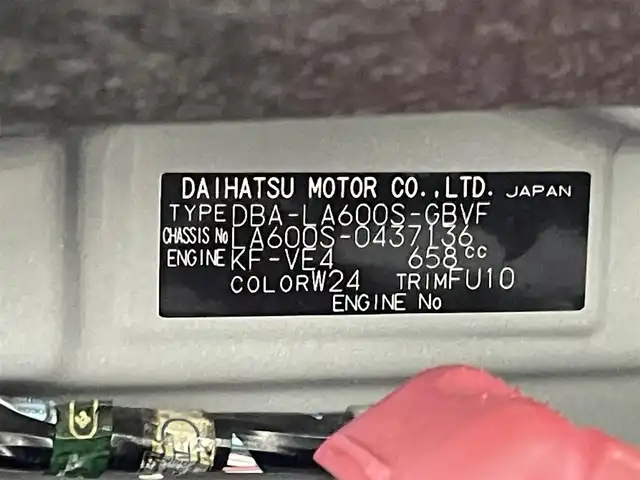 DAIHATSU MOTOR CO.,LTD. JAPAN
TYPE DBA-LA600S-GBVF
CHASSIS No LA600S-0437136
ENGINE KF-VE4 658cc
COLOR W24 TRIM FU10
ENGINE No